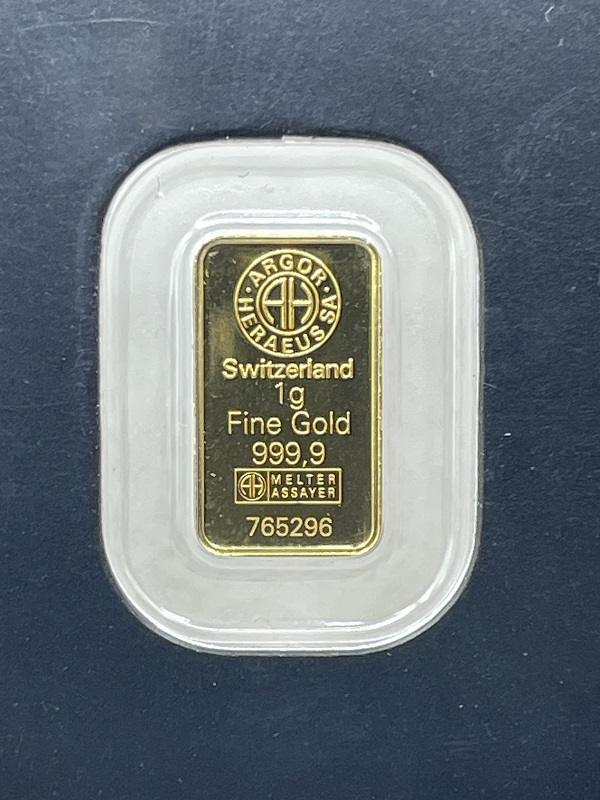 ARGOR
HERAEUS SA
AH
Switzerland
1g
Fine Gold
999,9
AH MELTER
ASSAYER
765296